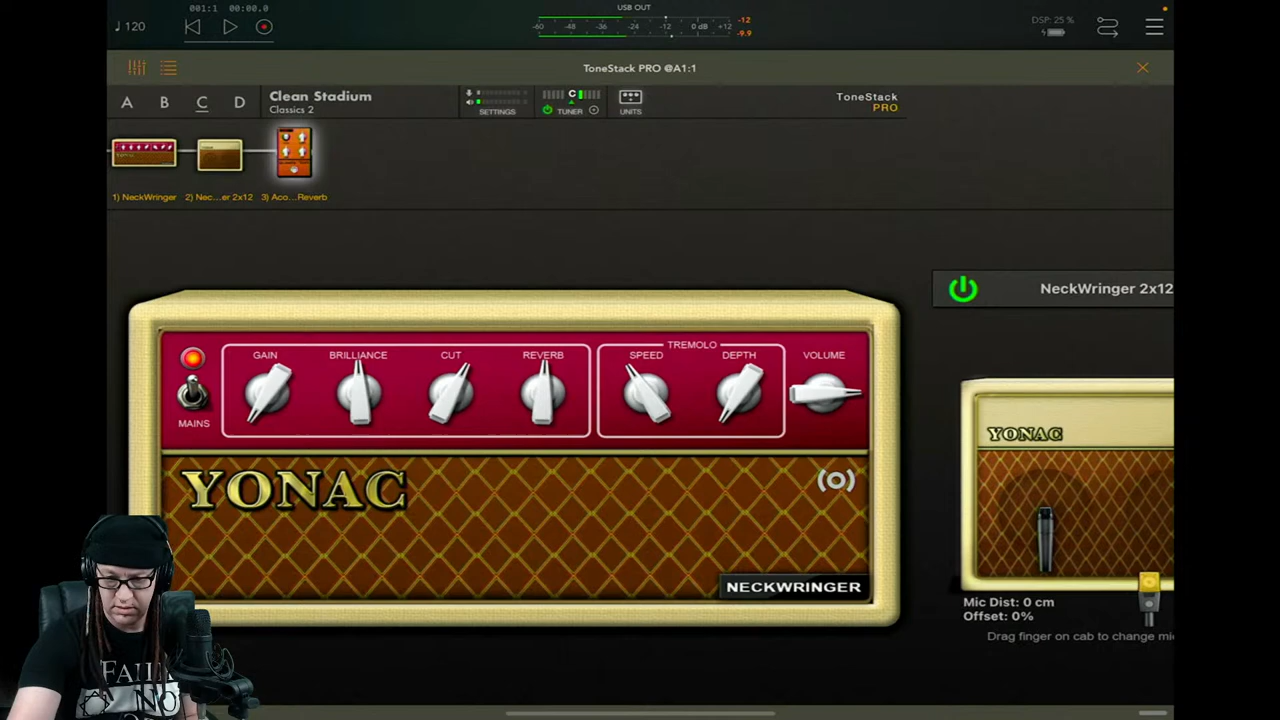 001:1 00:00.0
♩120
USB OUT
-60 -48 -36 -24 -12 0 dB +12
-12
-9.9
DSP: 25 %
ToneStack PRO @A1:1
A B C D
Clean Stadium
Classics 2
SETTINGS
C
TUNER
UNITS
ToneStack
PRO
1) NeckWringer 2) Nec...er 2x12 3) Aco...Reverb
NeckWringer 2x12
GAIN BRILLIANCE CUT REVERB
TREMOLO
SPEED DEPTH
VOLUME
MAINS
YONAC
NECKWRINGER
YONAC
Mic Dist: 0 cm
Offset: 0%
Drag finger on cab to change mi
NO